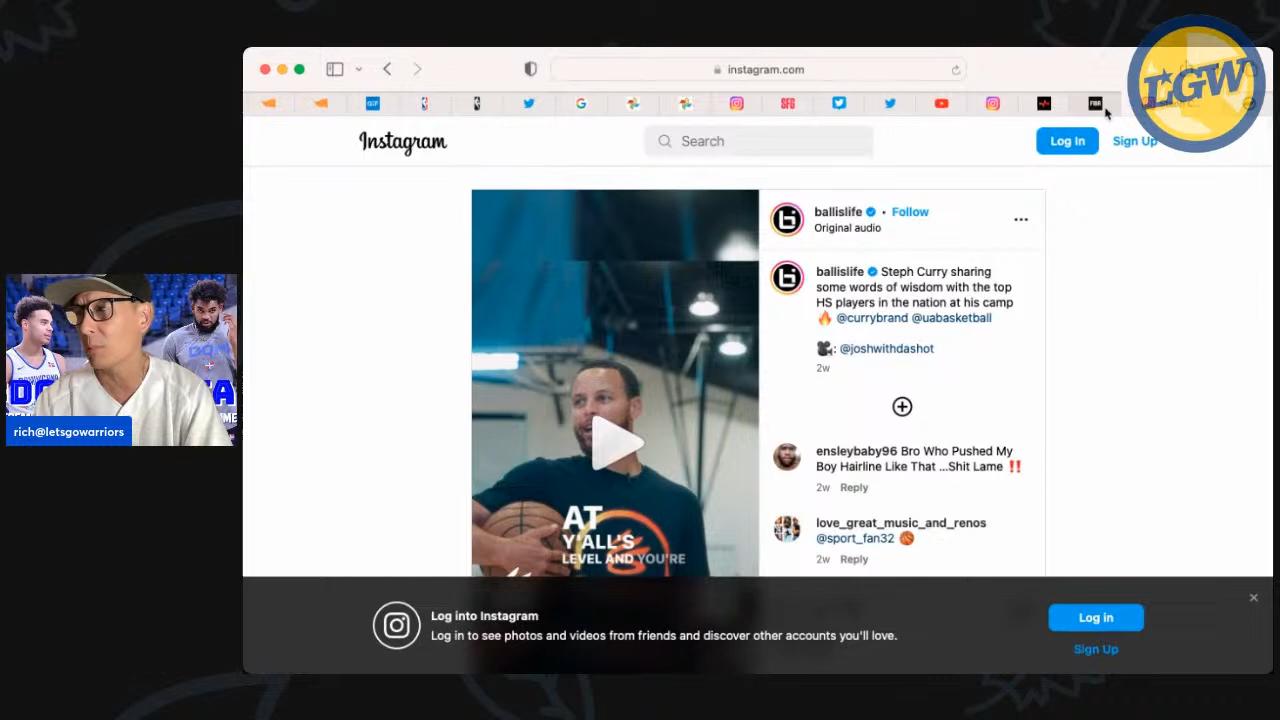 instagram.com
GSW
SFG
FIBA
LGW
Instagram
Search
Log In
Sign Up
ballislife • Follow
Original audio
ballislife Steph Curry sharing
some words of wisdom with the top
HS players in the nation at his camp
🔥 @currybrand @uabasketball
🎥: @joshwithdashot
2w
ensleybaby96 Bro Who Pushed My
Boy Hairline Like That ...Shit Lame ‼️
2w Reply
love_great_music_and_renos
@sport_fan32 🏀
2w Reply
AT
Y'ALL'S
LEVEL AND YOU'RE
rich@letsgowarriors
Log into Instagram
Log in to see photos and videos from friends and discover other accounts you'll love.
Log in
Sign Up